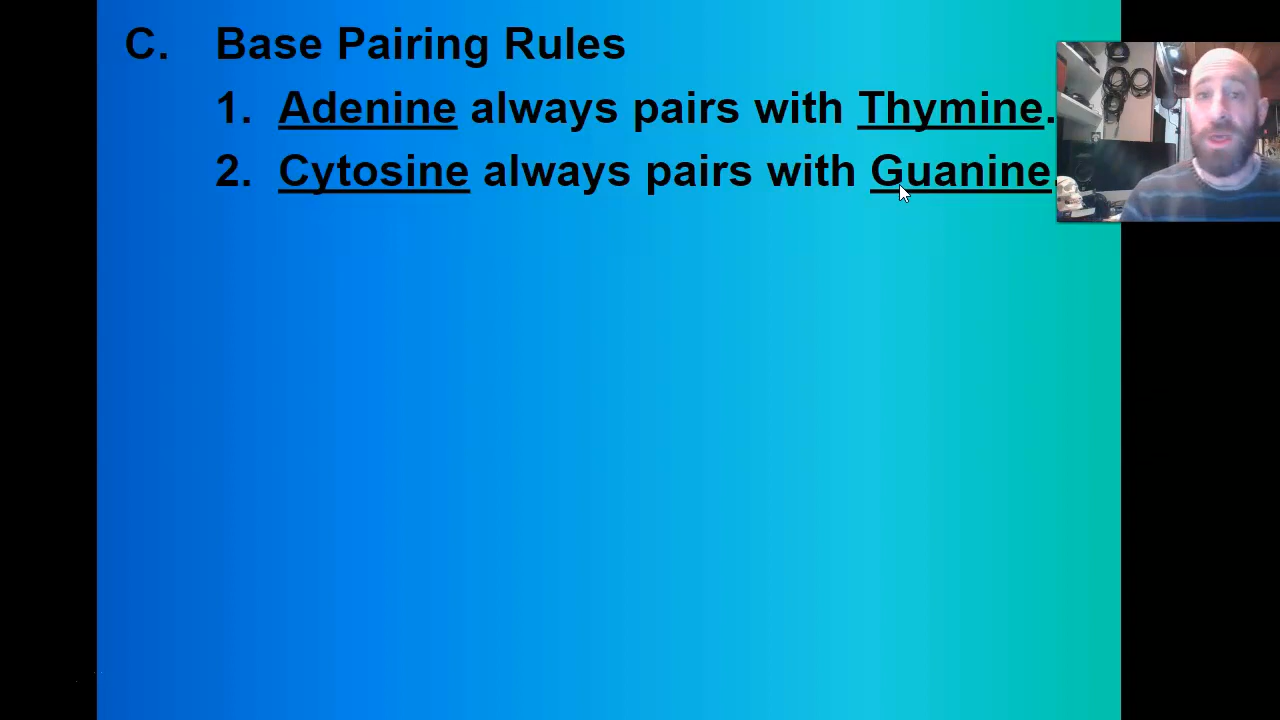 C. Base Pairing Rules
1. Adenine always pairs with Thymine.
2. Cytosine always pairs with Guanine.